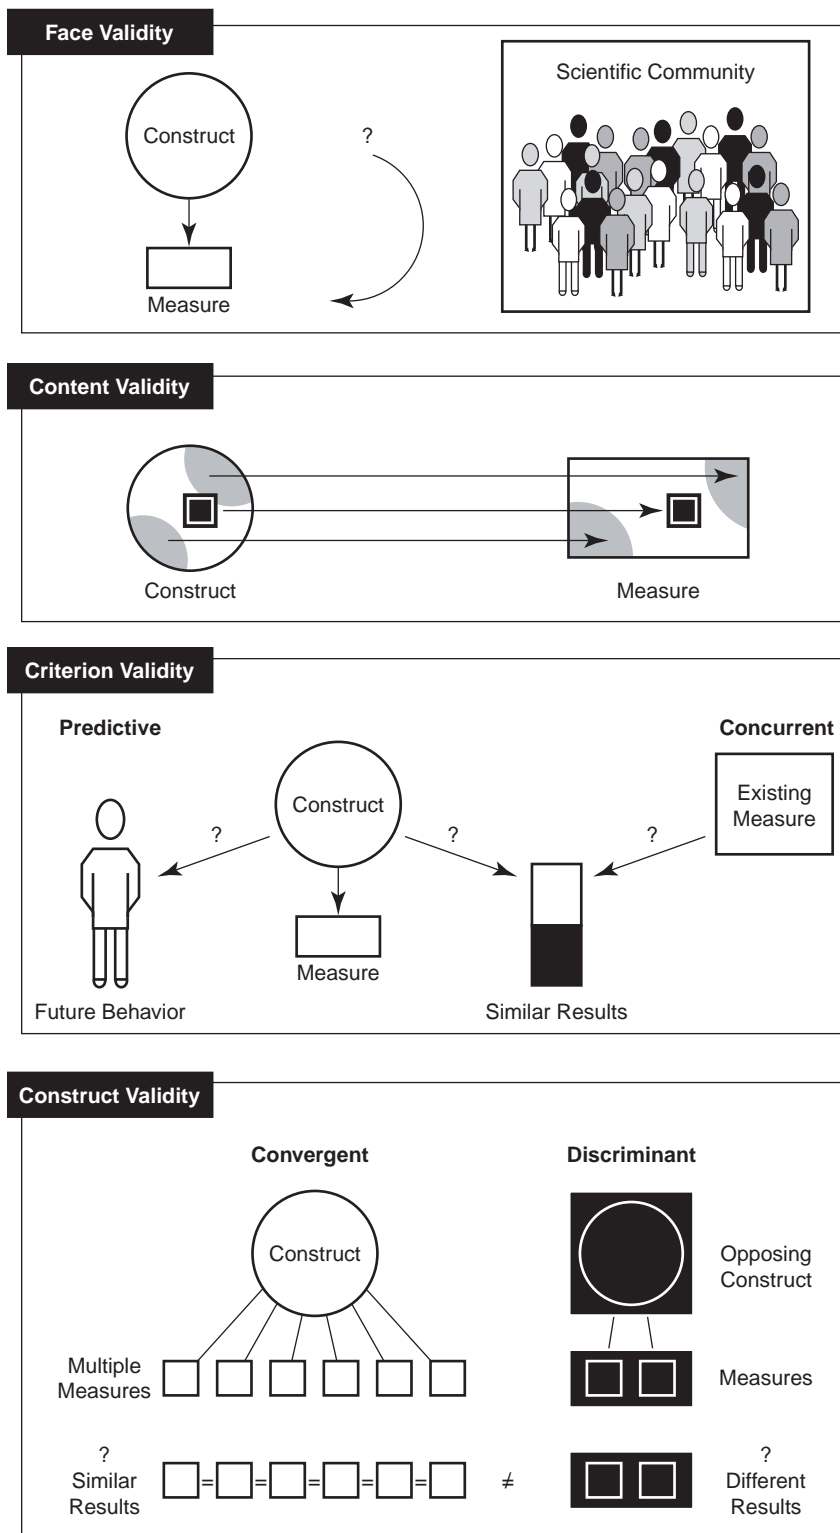 Face Validity
Construct
?
Measure
Scientific Community
Content Validity
Construct
Measure
Criterion Validity
Predictive
Concurrent
Construct
Existing
Measure
?
?
?
Measure
Future Behavior
Similar Results
Construct Validity
Convergent
Discriminant
Construct
Opposing
Construct
Multiple
Measures
Measures
?
Similar
Results
= = = = =
≠
?
Different
Results